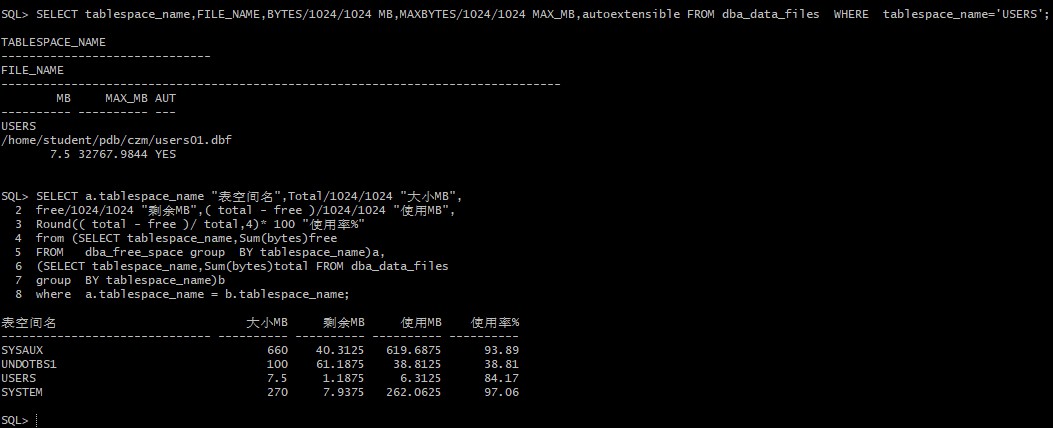 SQL> SELECT tablespace_name,FILE_NAME,BYTES/1024/1024 MB,MAXBYTES/1024/1024 MAX_MB,autoextensible FROM dba_data_files  WHERE  tablespace_name='USERS';
TABLESPACE_NAME
------------------------------
FILE_NAME
--------------------------------------------------------------------------------
        MB     MAX_MB AUT
---------- ---------- ---
USERS
/home/student/pdb/czm/users01.dbf
       7.5 32767.9844 YES
SQL> SELECT a.tablespace_name "表空间名",Total/1024/1024 "大小MB",
  2  free/1024/1024 "剩余MB",( total - free )/1024/1024 "使用MB",
  3  Round(( total - free )/ total,4)* 100 "使用率%"
  4  from (SELECT tablespace_name,Sum(bytes)free
  5  FROM   dba_free_space group  BY tablespace_name)a,
  6  (SELECT tablespace_name,Sum(bytes)total FROM dba_data_files
  7  group  BY tablespace_name)b
  8  where  a.tablespace_name = b.tablespace_name;
表空间名                           大小MB     剩余MB     使用MB    使用率%
------------------------------ ---------- ---------- ---------- ----------
SYSAUX                                660    40.3125   619.6875      93.89
UNDOTBS1                              100    61.1875    38.8125      38.81
USERS                                 7.5     1.1875     6.3125      84.17
SYSTEM                                270     7.9375   262.0625      97.06
SQL>